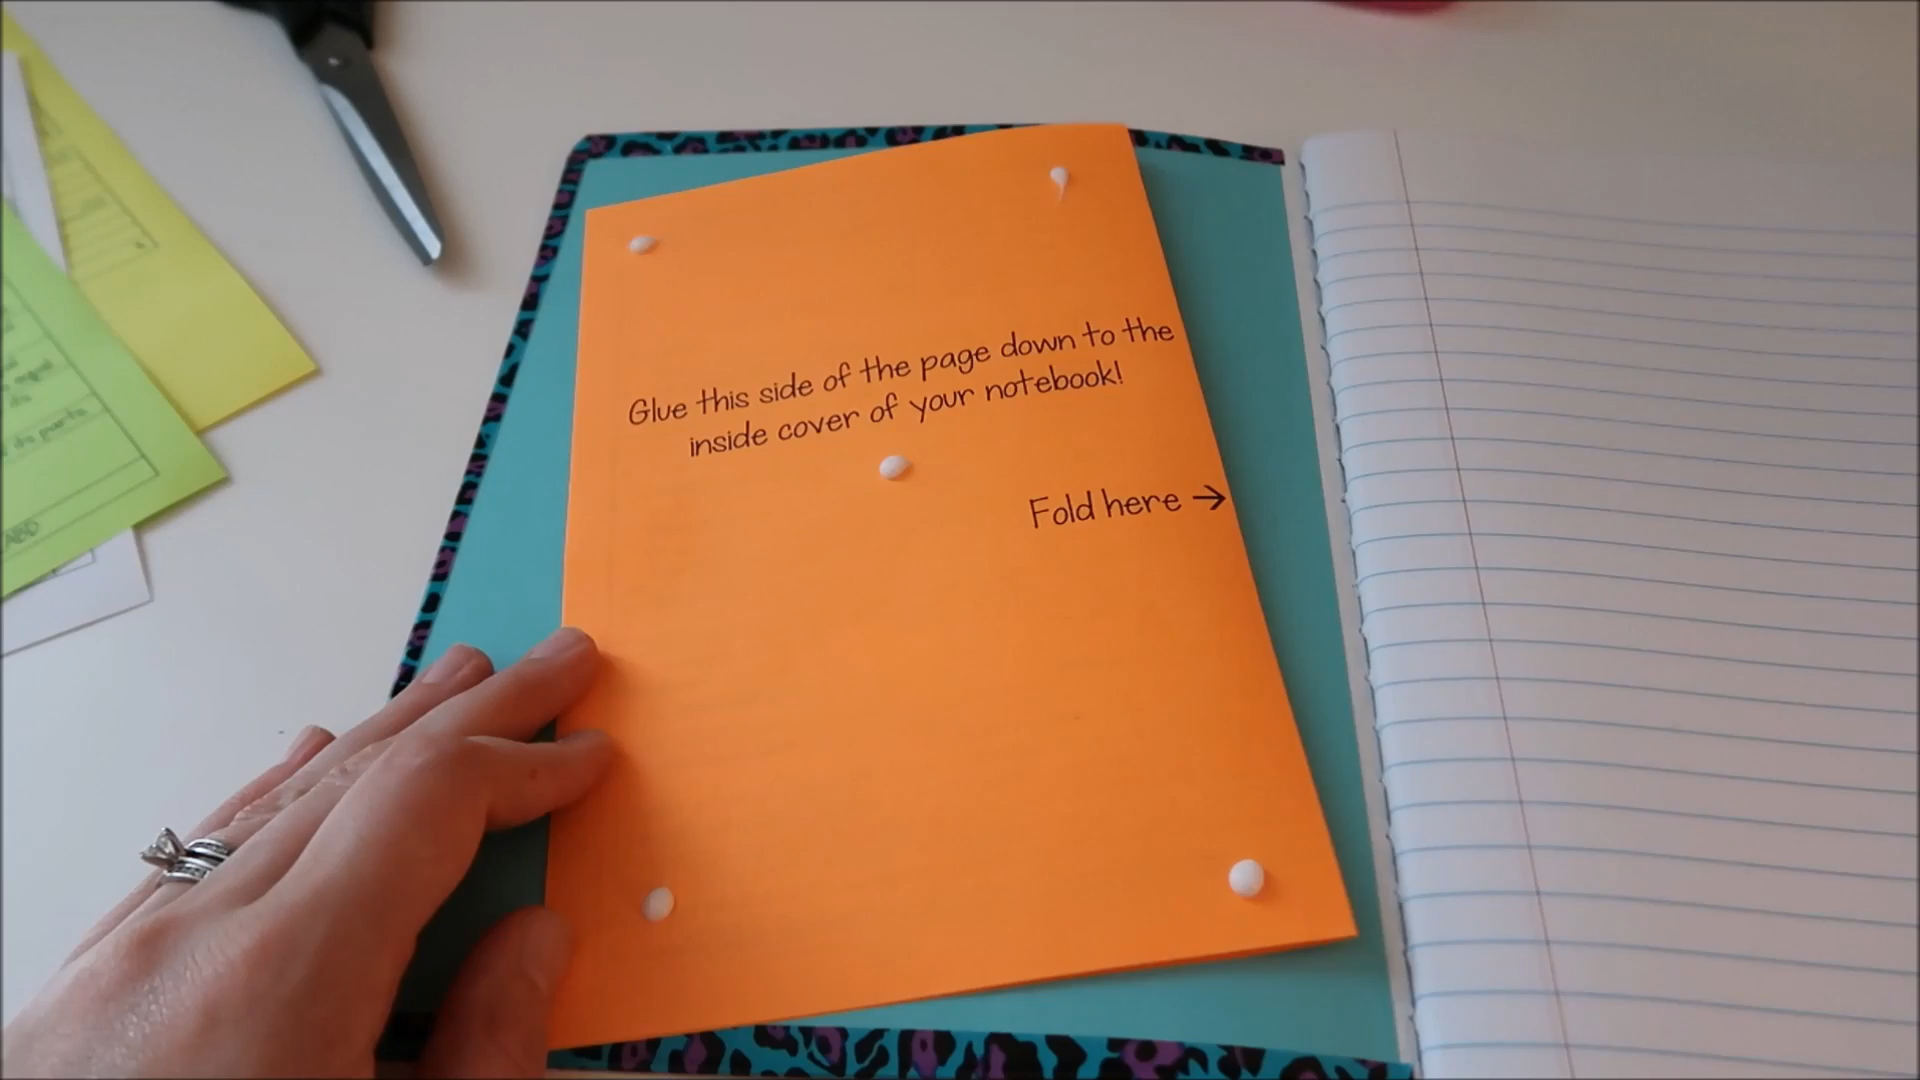 Glue this side of the page down to the
inside cover of your notebook!
Fold here →